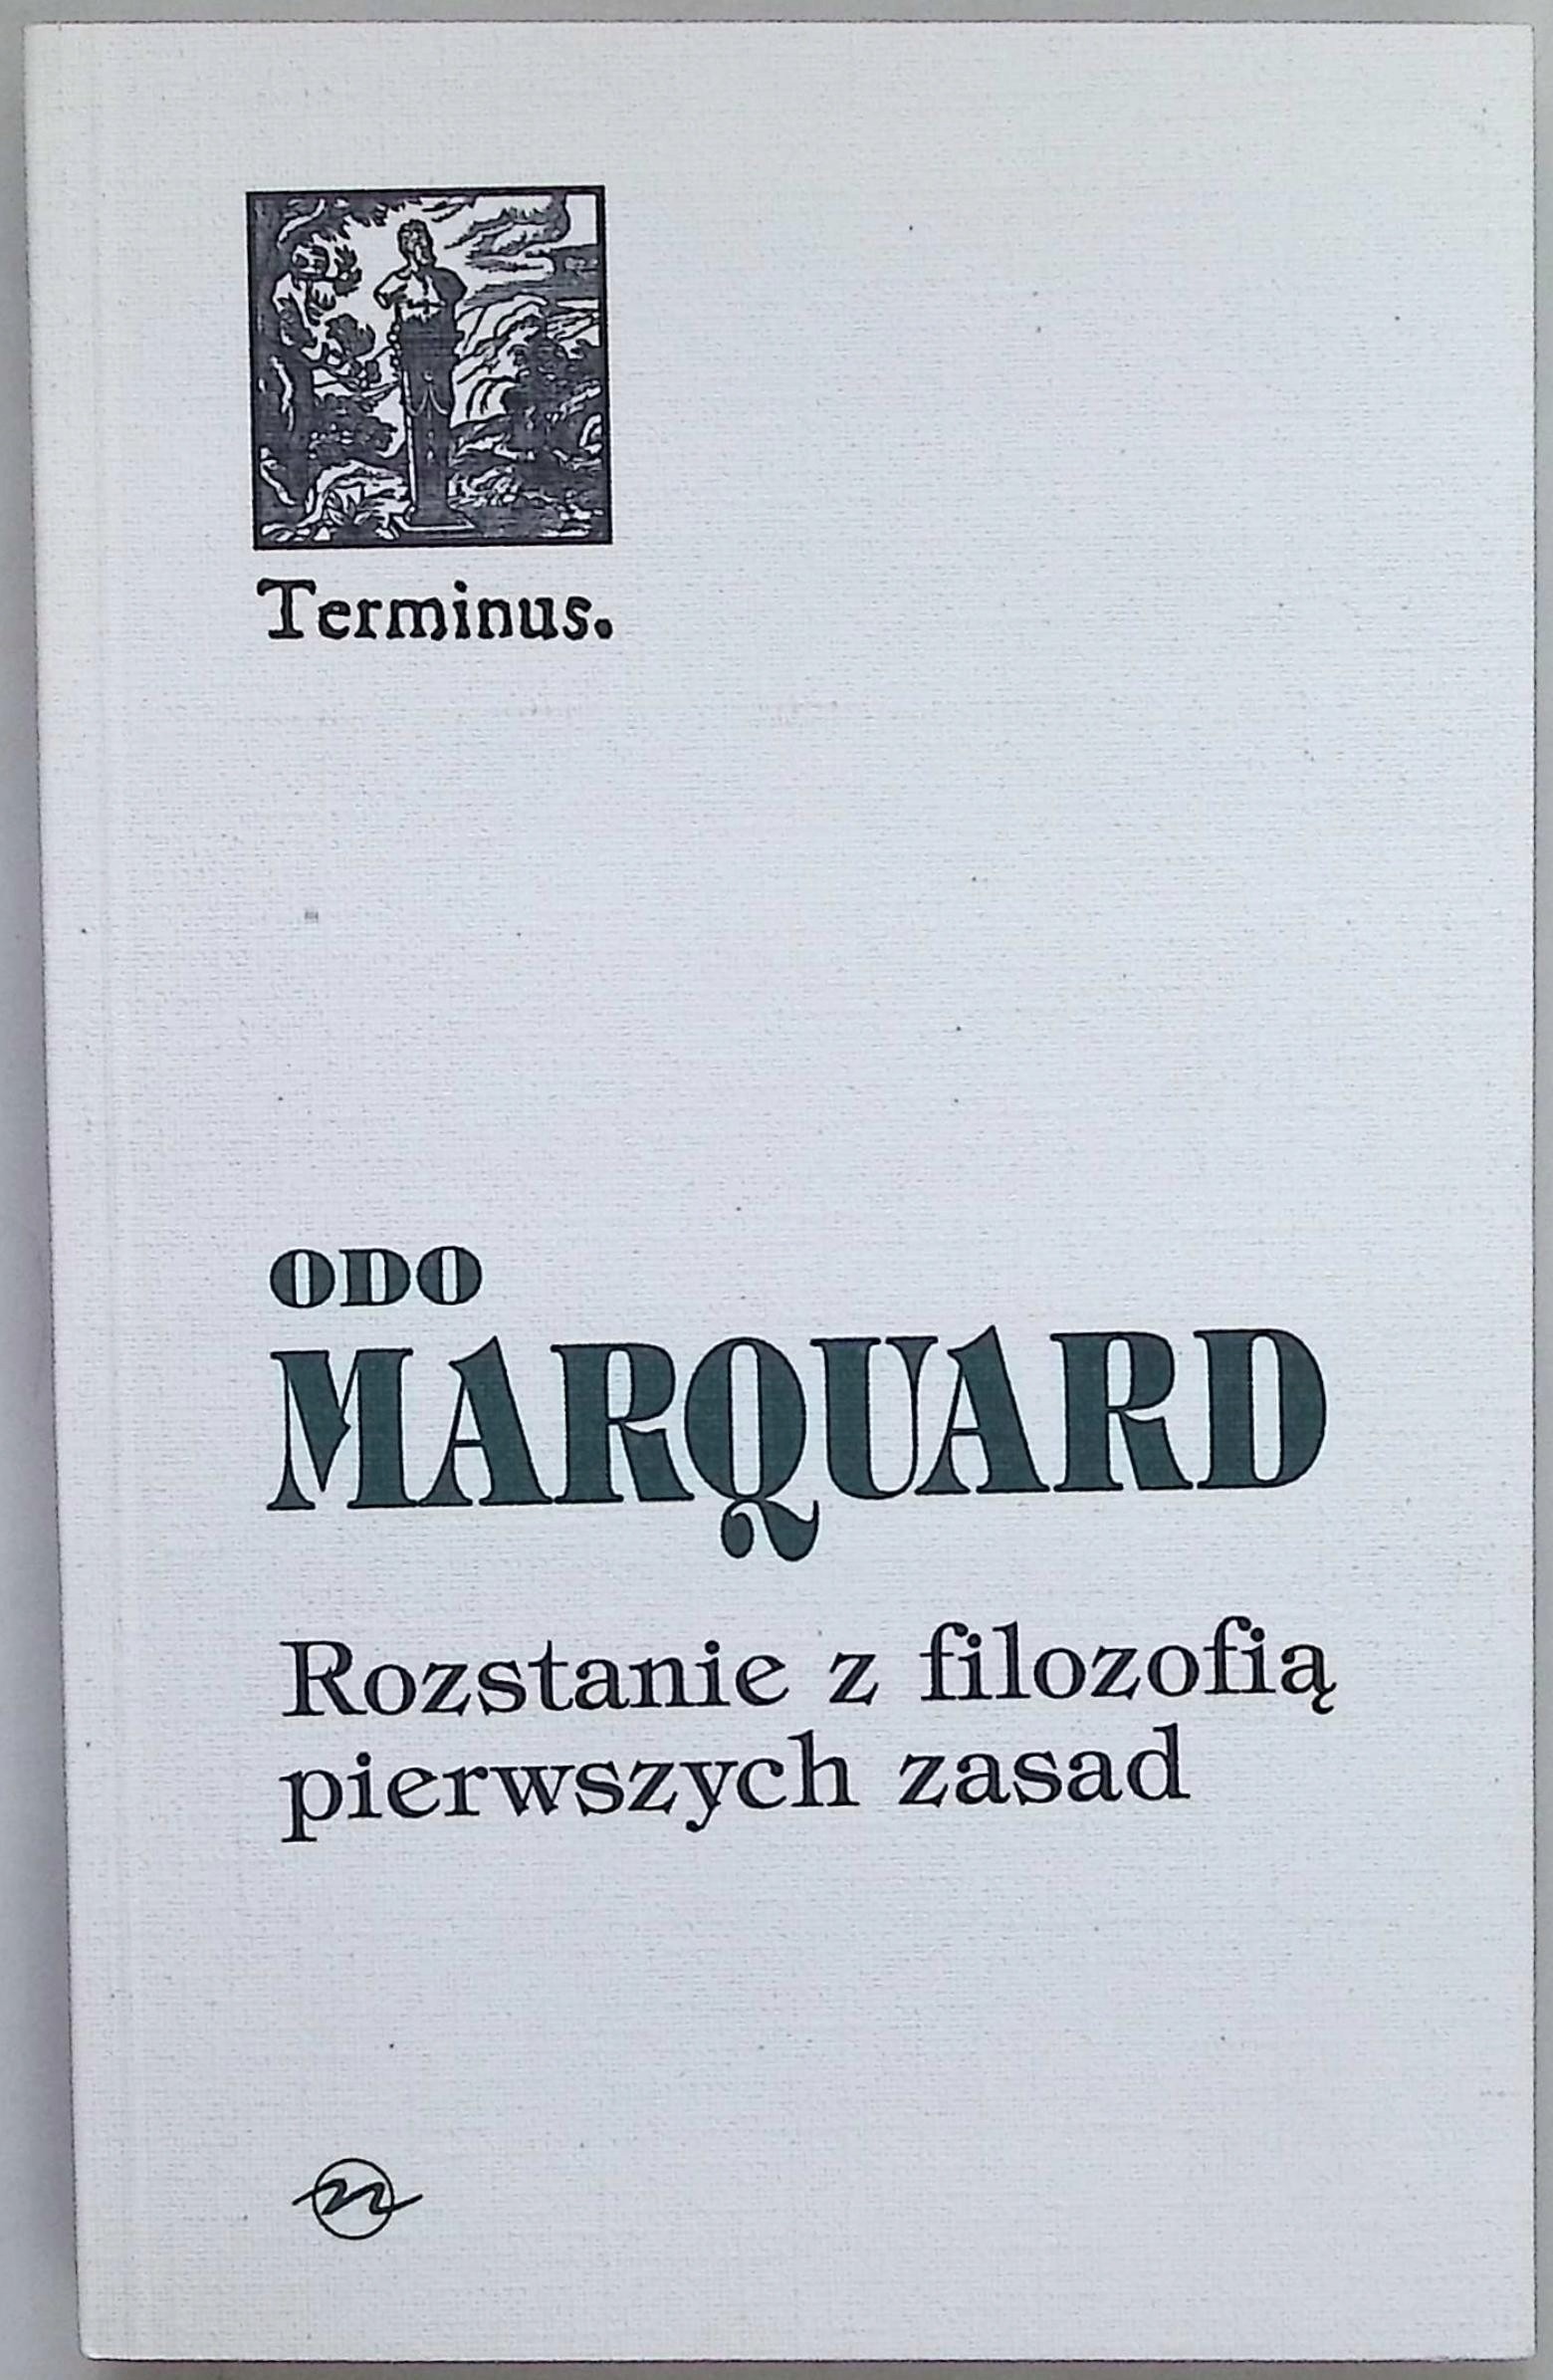 Terminus.
ODO
MARQUARD
Rozstanie z filozofią
pierwszych zasad